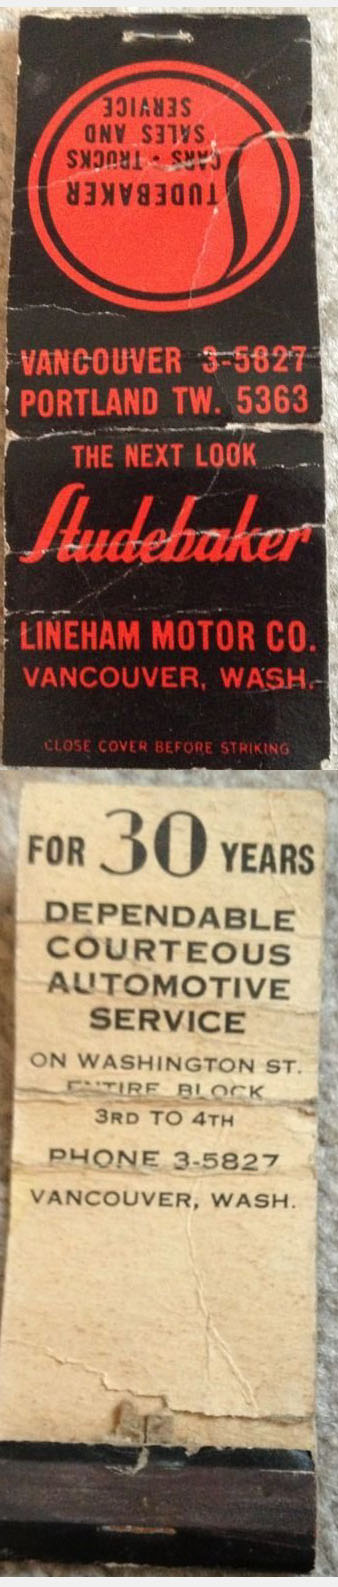 STUDEBAKER
CARS • TRUCKS
SALES AND
SERVICE
VANCOUVER 3-5827
PORTLAND TW. 5363
THE NEXT LOOK
Studebaker
LINEHAM MOTOR CO.
VANCOUVER, WASH.
CLOSE COVER BEFORE STRIKING
FOR 30 YEARS
DEPENDABLE
COURTEOUS
AUTOMOTIVE
SERVICE
ON WASHINGTON ST.
ENTIRE BLOCK
3RD TO 4TH
PHONE 3-5827
VANCOUVER, WASH.